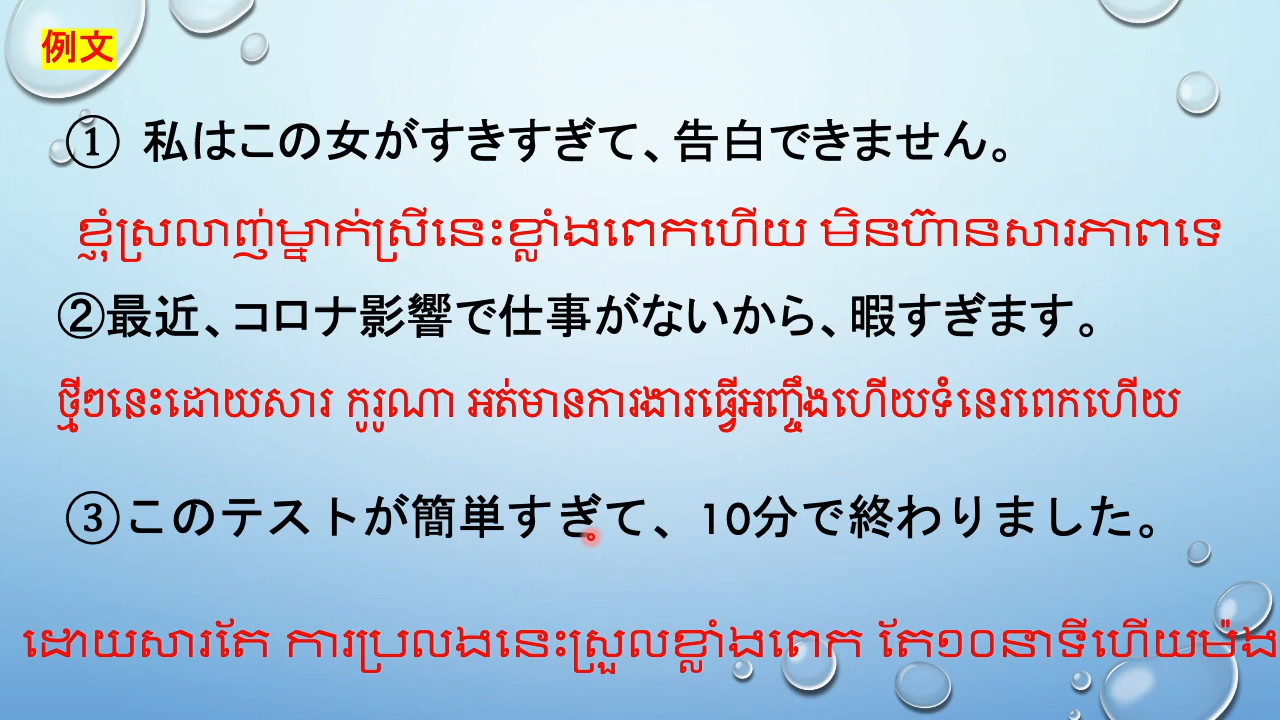 例文
① 私はこの女がすきすぎて、告白できません。
ខ្ញុំស្រលាញ់ម្នាក់ស្រីនេះខ្លាំងពេកហើយ មិនហ៊ានសារភាពទេ
②最近、コロナ影響で仕事がないから、暇すぎます。
ថ្មីៗនេះដោយសារ កូរូណា អត់មានការងារធ្វើអញ្ចឹងហើយទំនេរពេកហើយ
③このテストが簡単すぎて、10分で終わりました。
ដោយសារតែ ការប្រលងនេះស្រួលខ្លាំងពេក តែ១០នាទីហើយម៉ង